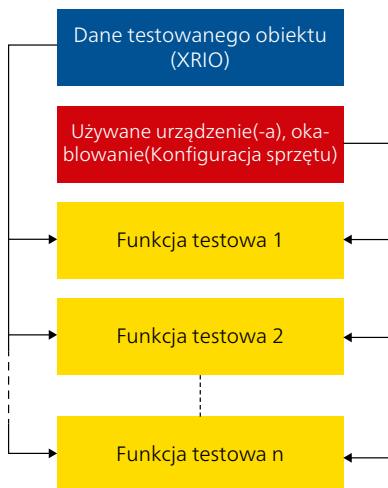 Dane testowanego obiektu
(XRIO)
Używane urządzenie(-a), oka-
blowanie(Konfiguracja sprzętu)
Funkcja testowa 1
Funkcja testowa 2
Funkcja testowa n